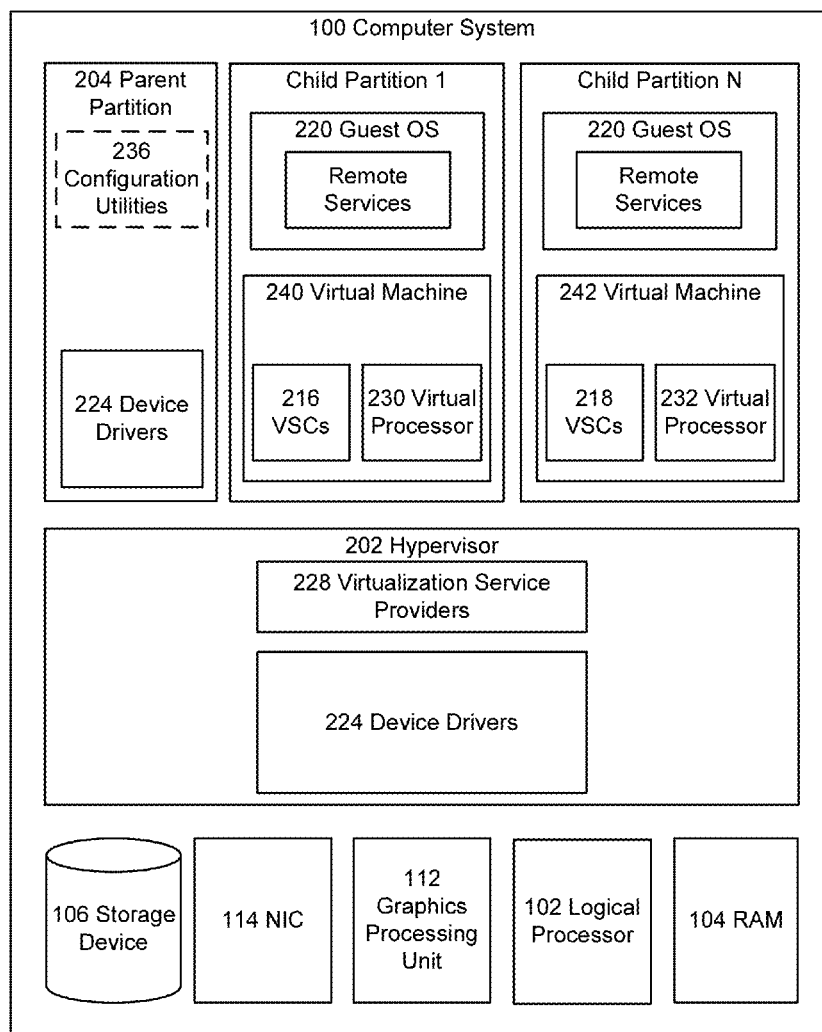 100 Computer System
204 Parent
Partition
236
Configuration
Utilities
224 Device
Drivers
Child Partition 1
220 Guest OS
Remote
Services
240 Virtual Machine
216
VSCs
230 Virtual
Processor
Child Partition N
220 Guest OS
Remote
Services
242 Virtual Machine
218
VSCs
232 Virtual
Processor
202 Hypervisor
228 Virtualization Service
Providers
224 Device Drivers
106 Storage
Device
114 NIC
112
Graphics
Processing
Unit
102 Logical
Processor
104 RAM